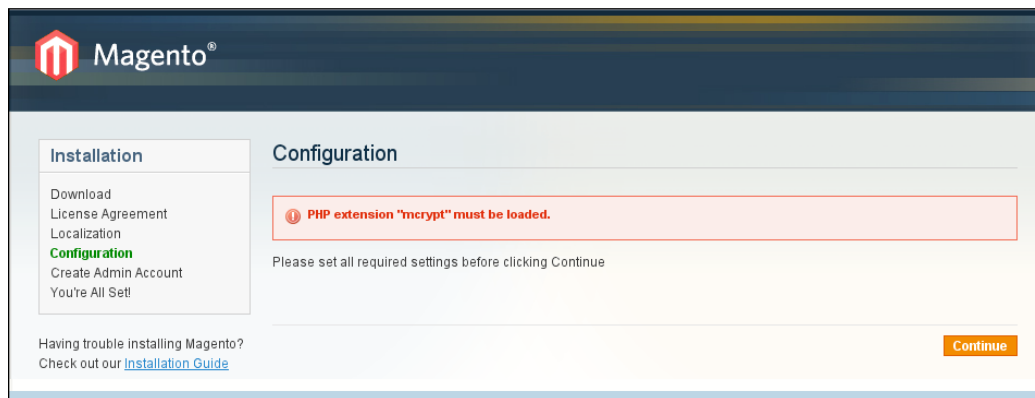 Magento®
Installation
Download
License Agreement
Localization
Configuration
Create Admin Account
You're All Set!
Having trouble installing Magento?
Check out our Installation Guide
Configuration
PHP extension "mcrypt" must be loaded.
Please set all required settings before clicking Continue
Continue